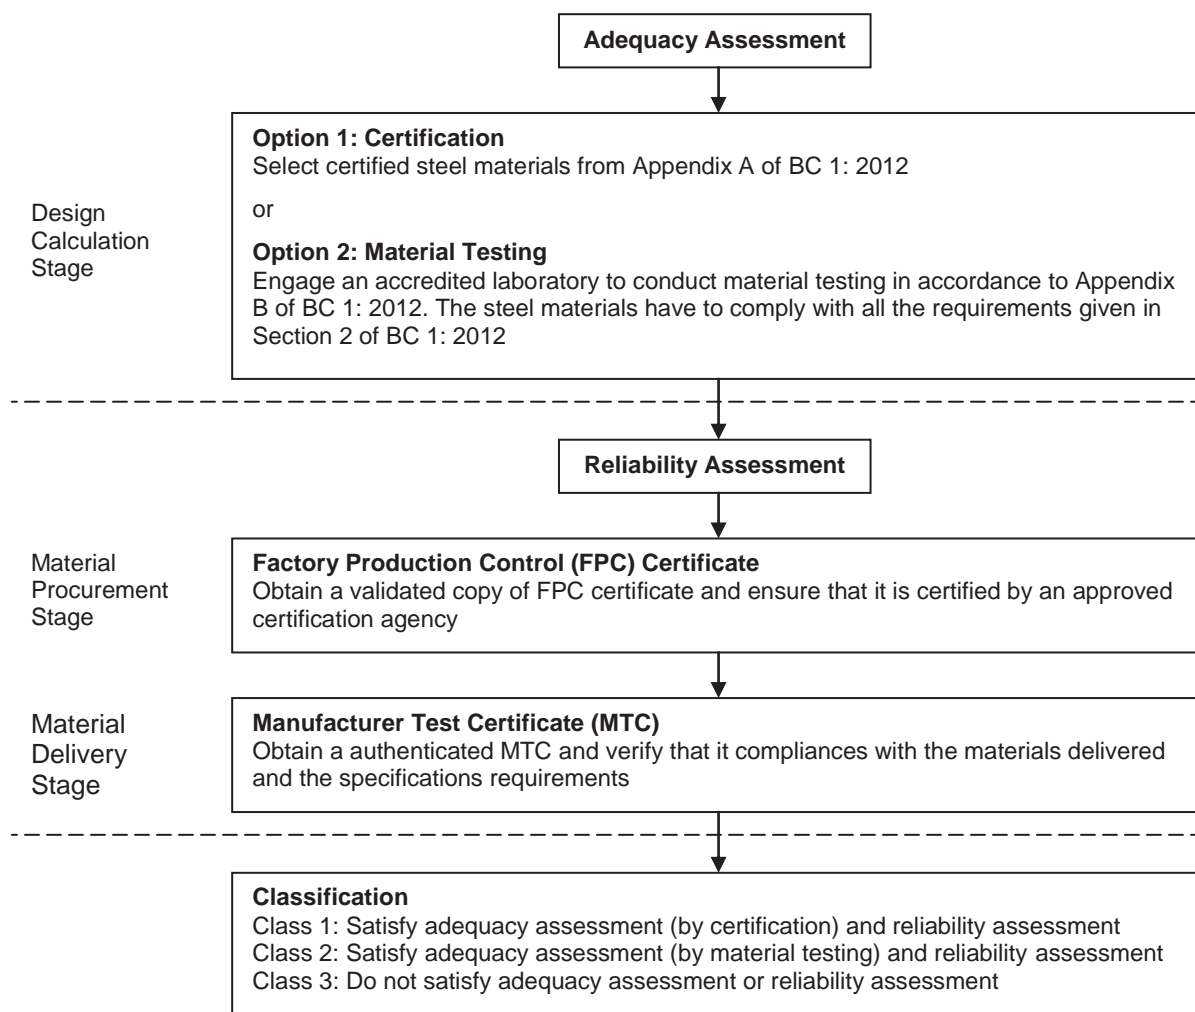 Adequacy Assessment
Option 1: Certification
Select certified steel materials from Appendix A of BC 1: 2012
or
Design
Calculation
Stage
Option 2: Material Testing
Engage an accredited laboratory to conduct material testing in accordance to Appendix
B of BC 1: 2012. The steel materials have to comply with all the requirements given in
Section 2 of BC 1: 2012
Reliability Assessment
Material
Procurement
Stage
Factory Production Control (FPC) Certificate
Obtain a validated copy of FPC certificate and ensure that it is certified by an approved
certification agency
Material
Delivery
Stage
Manufacturer Test Certificate (MTC)
Obtain a authenticated MTC and verify that it compliances with the materials delivered
and the specifications requirements
Classification
Class 1: Satisfy adequacy assessment (by certification) and reliability assessment
Class 2: Satisfy adequacy assessment (by material testing) and reliability assessment
Class 3: Do not satisfy adequacy assessment or reliability assessment